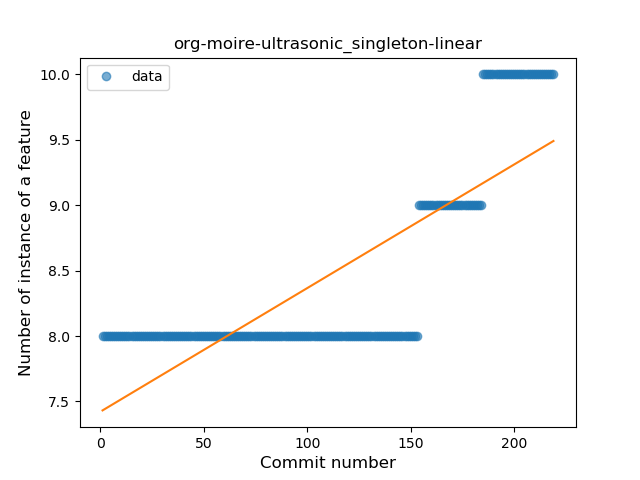 org-moire-ultrasonic_singleton-linear
data
10.0
9.5
9.0
8.5
8.0
7.5
Number of instance of a feature
0 50 100 150 200
Commit number